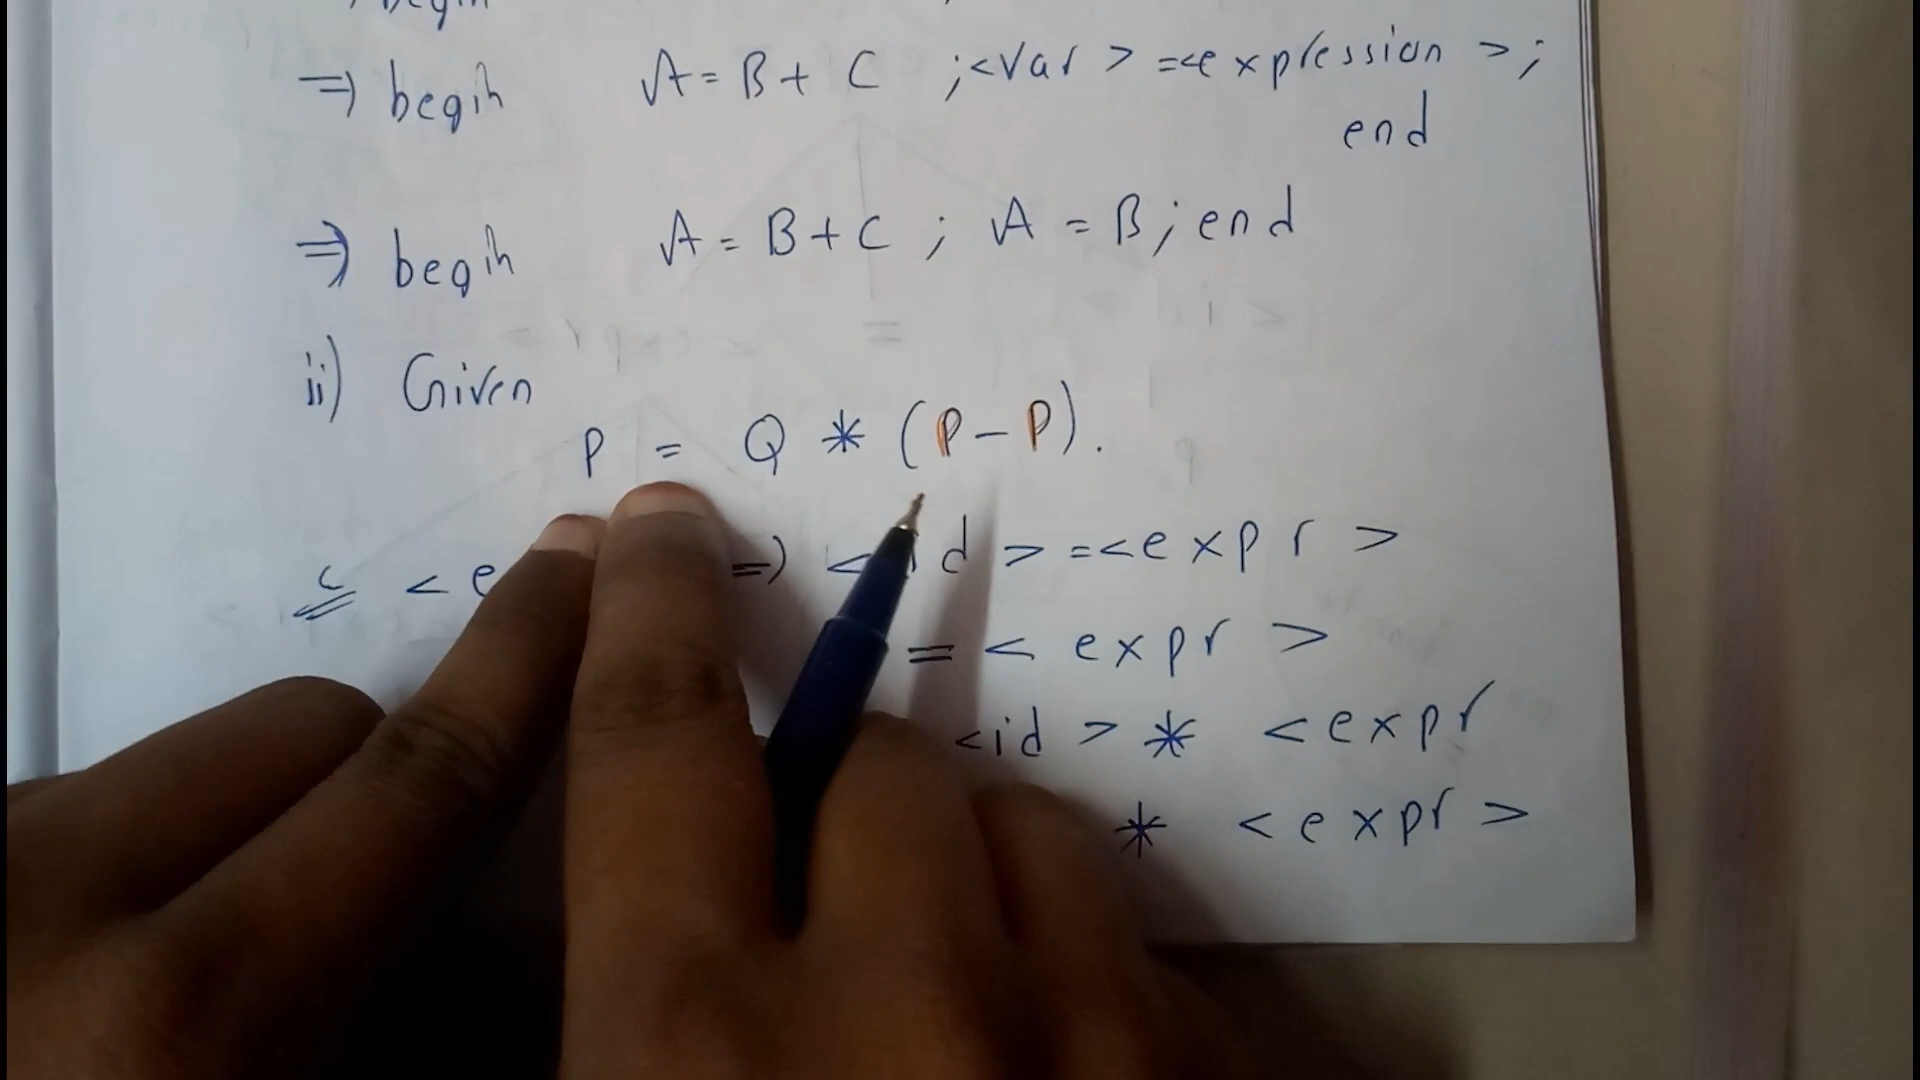 ⇒ begin A = B + C ; <var> = <expression>;
end
⇒ begin A = B + C ; A = B ; end
ii) Given
P = Q * (P - P).
⇒ <id> = <expr>
= <expr>
<id> * <expr
* <expr>